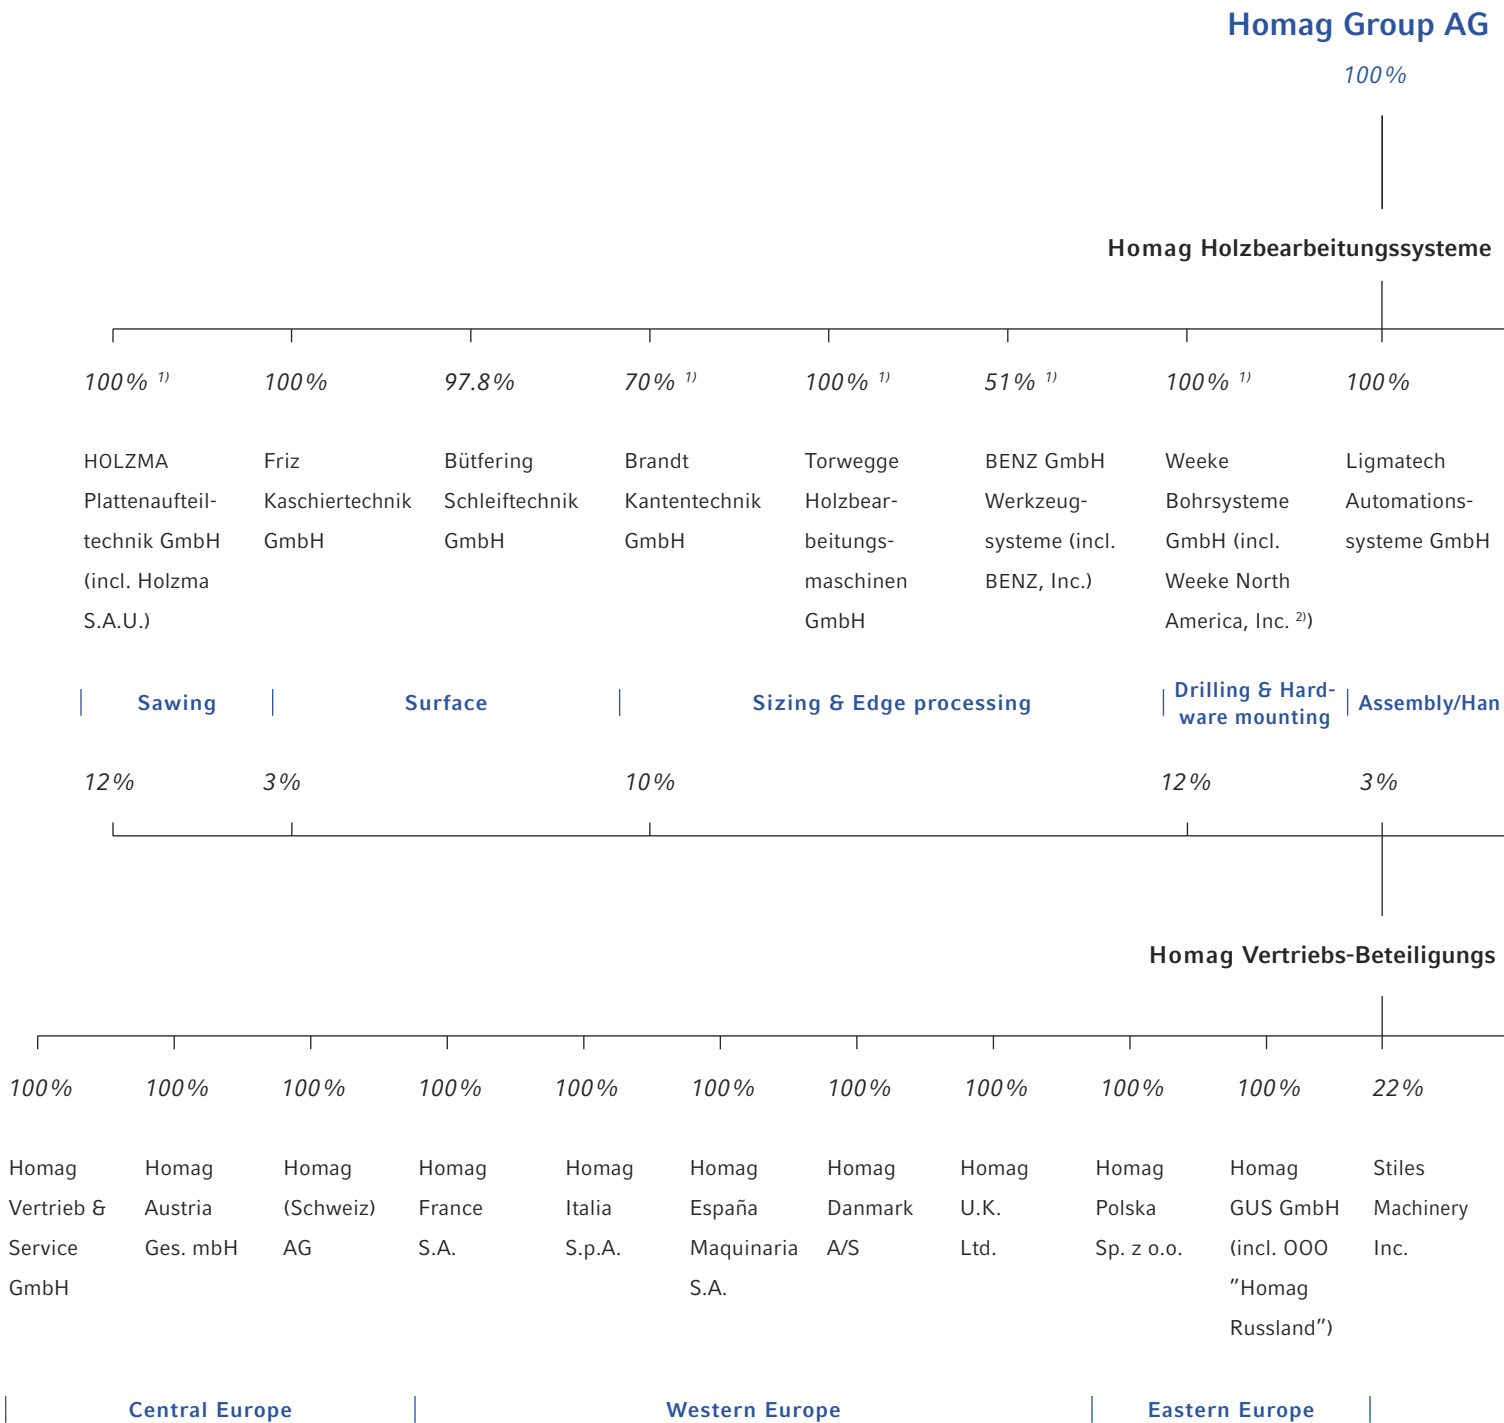 Homag Group AG
100%
Homag Holzbearbeitungssysteme
100% 1) 100% 97.8% 70% 1) 100% 1) 51% 1) 100% 1) 100%
HOLZMA
Plattenaufteil-
technik GmbH
(incl. Holzma
S.A.U.)
Friz
Kaschiertechnik
GmbH
Bütfering
Schleiftechnik
GmbH
Brandt
Kantentechnik
GmbH
Torwegge
Holzbear-
beitungs-
maschinen
GmbH
BENZ GmbH
Werkzeug-
systeme (incl.
BENZ, Inc.)
Weeke
Bohrsysteme
GmbH (incl.
Weeke North
America, Inc. 2))
Ligmatech
Automations-
systeme GmbH
Sawing
Surface
Sizing & Edge processing
Drilling & Hard-
ware mounting
Assembly/Han
12% 3% 10% 12% 3%
Homag Vertriebs-Beteiligungs
100% 100% 100% 100% 100% 100% 100% 100% 100% 100% 22%
Homag
Vertrieb &
Service
GmbH
Homag
Austria
Ges. mbH
Homag
(Schweiz)
AG
Homag
France
S.A.
Homag
Italia
S.p.A.
Homag
España
Maquinaria
S.A.
Homag
Danmark
A/S
Homag
U.K.
Ltd.
Homag
Polska
Sp. z o.o.
Homag
GUS GmbH
(incl. OOO
"Homag
Russland")
Stiles
Machinery
Inc.
Central Europe
Western Europe
Eastern Europe